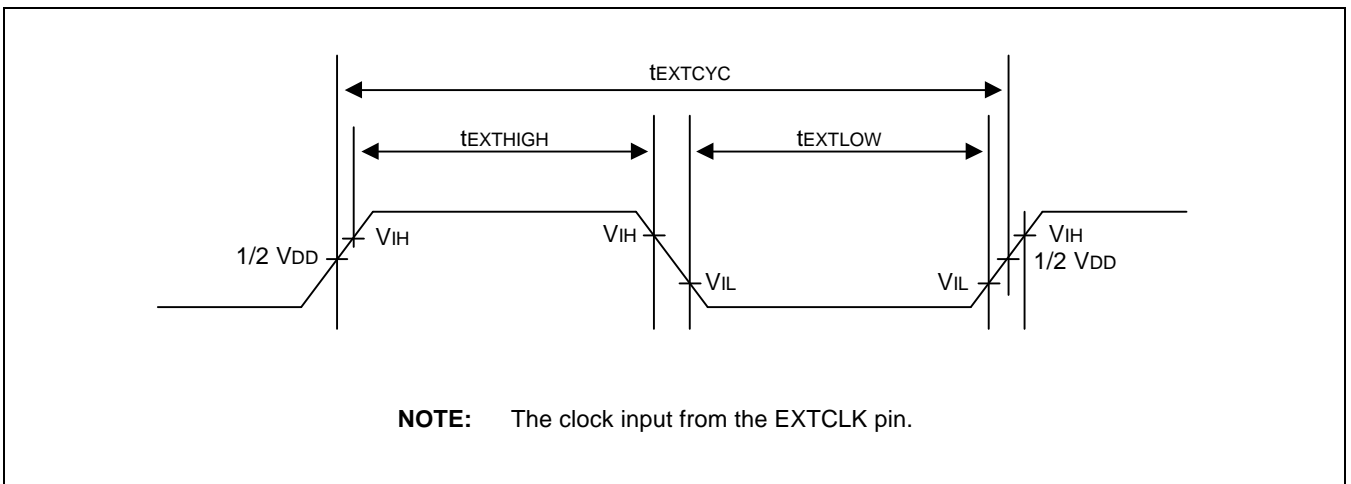 tEXTCYC
tEXTHIGH
tEXTLOW
VIH
VIH
VIH
1/2 VDD
1/2 VDD
VIL
VIL
NOTE: The clock input from the EXTCLK pin.